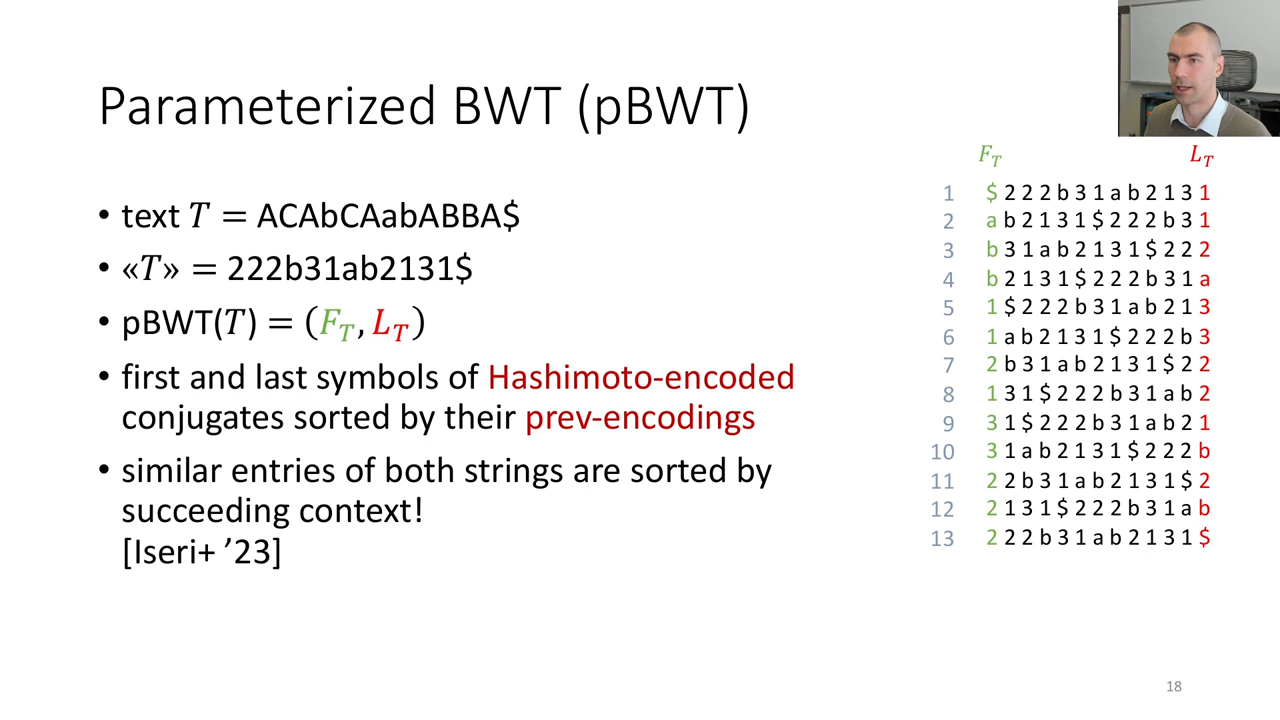 Parameterized BWT (pBWT)
• text T = ACAbCAabABBA$
• «T» = 222b31ab2131$
• pBWT(T) = (F_T, L_T)
• first and last symbols of Hashimoto-encoded
conjugates sorted by their prev-encodings
• similar entries of both strings are sorted by
succeeding context!
[Iseri+ ’23]
F_T L_T
1 $ 2 2 2 b 3 1 a b 2 1 3 1
2 a b 2 1 3 1 $ 2 2 2 b 3 1
3 b 3 1 a b 2 1 3 1 $ 2 2 2
4 b 2 1 3 1 $ 2 2 2 b 3 1 a
5 1 $ 2 2 2 b 3 1 a b 2 1 3
6 1 a b 2 1 3 1 $ 2 2 2 b 3
7 2 b 3 1 a b 2 1 3 1 $ 2 2
8 1 3 1 $ 2 2 2 b 3 1 a b 2
9 3 1 $ 2 2 2 b 3 1 a b 2 1
10 3 1 a b 2 1 3 1 $ 2 2 2 b
11 2 2 b 3 1 a b 2 1 3 1 $ 2
12 2 1 3 1 $ 2 2 2 b 3 1 a b
13 2 2 2 b 3 1 a b 2 1 3 1 $
18